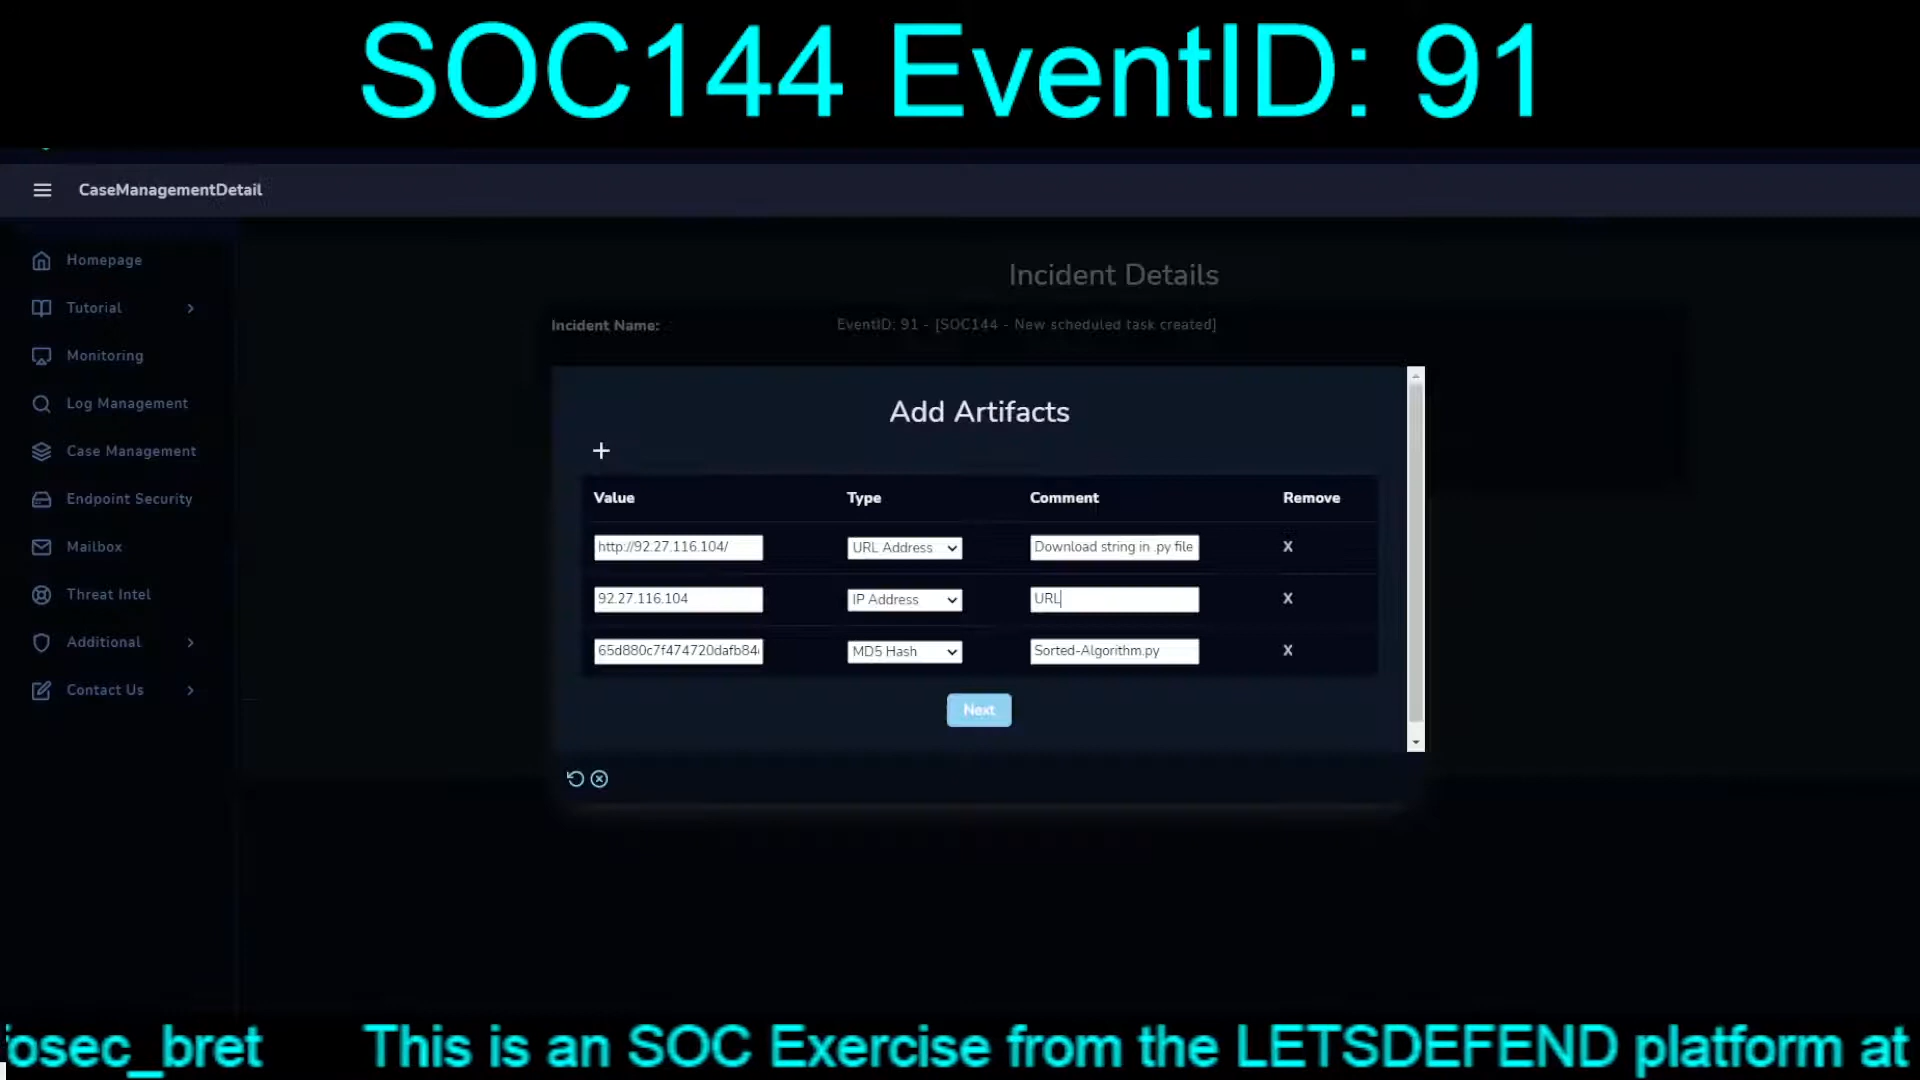 SOC144 EventID: 91
CaseManagementDetail
Homepage
Tutorial
Monitoring
Log Management
Case Management
Endpoint Security
Mailbox
Threat Intel
Additional
Contact Us
Incident Details
Incident Name:
EventID: 91 - [SOC144 - New scheduled task created]
Add Artifacts
+
Value Type Comment Remove
http://92.27.116.104/ URL Address Download string in .py file X
92.27.116.104 IP Address URL X
65d880c7f474720dafb84 MD5 Hash Sorted-Algorithm.py X
Next
osec_bret This is an SOC Exercise from the LETSDEFEND platform at